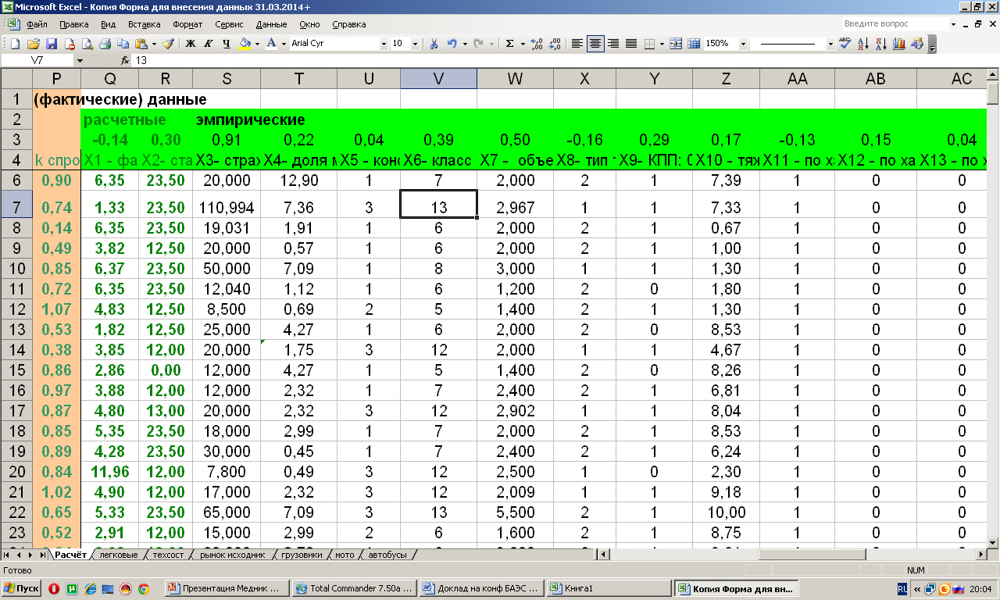 Microsoft Excel - Копия Форма для внесения данных 31.03.2014+
Файл Правка Вид Вставка Формат Сервис Данные Окно Справка Введите вопрос
Arial Cyr 10 Ж К Ч 150%
V7 fx 13
P Q R S T U V W X Y Z AA AB AC
1 (фактические) данные
2 расчетные эмпирические
3 -0,14 0,30 0,91 0,22 0,04 0,39 0,50 -0,16 0,29 0,17 -0,13 0,15 0,04
4 k спро X1 - фа X2- ста X3- страх X4- доля м X5 - конс X6- класс X7 - объе X8- тип X9- КПП: 0 X10 - тяж X11 - по ха X12 - по ха X13 - по х
6 0,90 6,35 23,50 20,000 12,90 1 7 2,000 2 1 7,39 1 0 0
7 0,74 1,33 23,50 110,994 7,36 3 13 2,967 1 1 7,33 1 0 0
8 0,14 6,35 23,50 19,031 1,91 1 6 2,000 2 1 0,67 1 0 0
9 0,49 3,82 12,50 20,000 0,57 1 6 2,000 2 1 1,00 1 0 0
10 0,85 6,37 23,50 50,000 7,09 1 8 3,000 1 1 1,30 1 0 0
11 0,72 6,35 23,50 12,040 1,12 1 6 1,200 2 0 1,80 1 0 0
12 1,07 4,83 12,50 8,500 0,69 2 5 1,400 2 1 1,30 1 0 0
13 0,53 1,82 12,50 25,000 4,27 1 6 2,000 2 0 8,53 1 0 0
14 0,38 3,85 12,00 20,000 1,75 3 12 2,000 1 1 4,67 1 0 0
15 0,86 2,86 0,00 12,000 4,27 1 5 1,400 2 0 8,26 1 0 0
16 0,97 3,88 12,00 12,000 2,32 1 7 2,400 2 1 6,81 1 0 0
17 0,87 4,80 13,00 20,000 2,32 3 12 2,902 1 1 8,04 1 0 0
18 0,85 5,35 23,50 18,000 2,99 1 7 2,000 2 1 8,53 1 0 0
19 0,89 4,28 23,50 30,000 0,45 1 7 2,400 2 1 6,24 1 0 0
20 0,84 11,96 12,00 7,800 0,49 3 12 2,500 1 0 2,30 1 0 0
21 1,02 4,90 12,00 17,000 2,32 3 12 2,009 1 1 9,18 1 0 0
22 0,65 5,33 23,50 65,000 7,09 3 13 5,500 2 1 10,00 1 0 0
23 0,52 2,91 12,00 15,000 2,99 2 6 1,600 2 1 8,75 1 0 0
Расчёт легковые техсост рынок исходник грузовики мото автобусы
Готово NUM
Пуск Презентация Медник ... Total Commander 7.50a ... Доклад на конф БАЭС ... Книга1 Копия Форма для вн... RL « 20:04